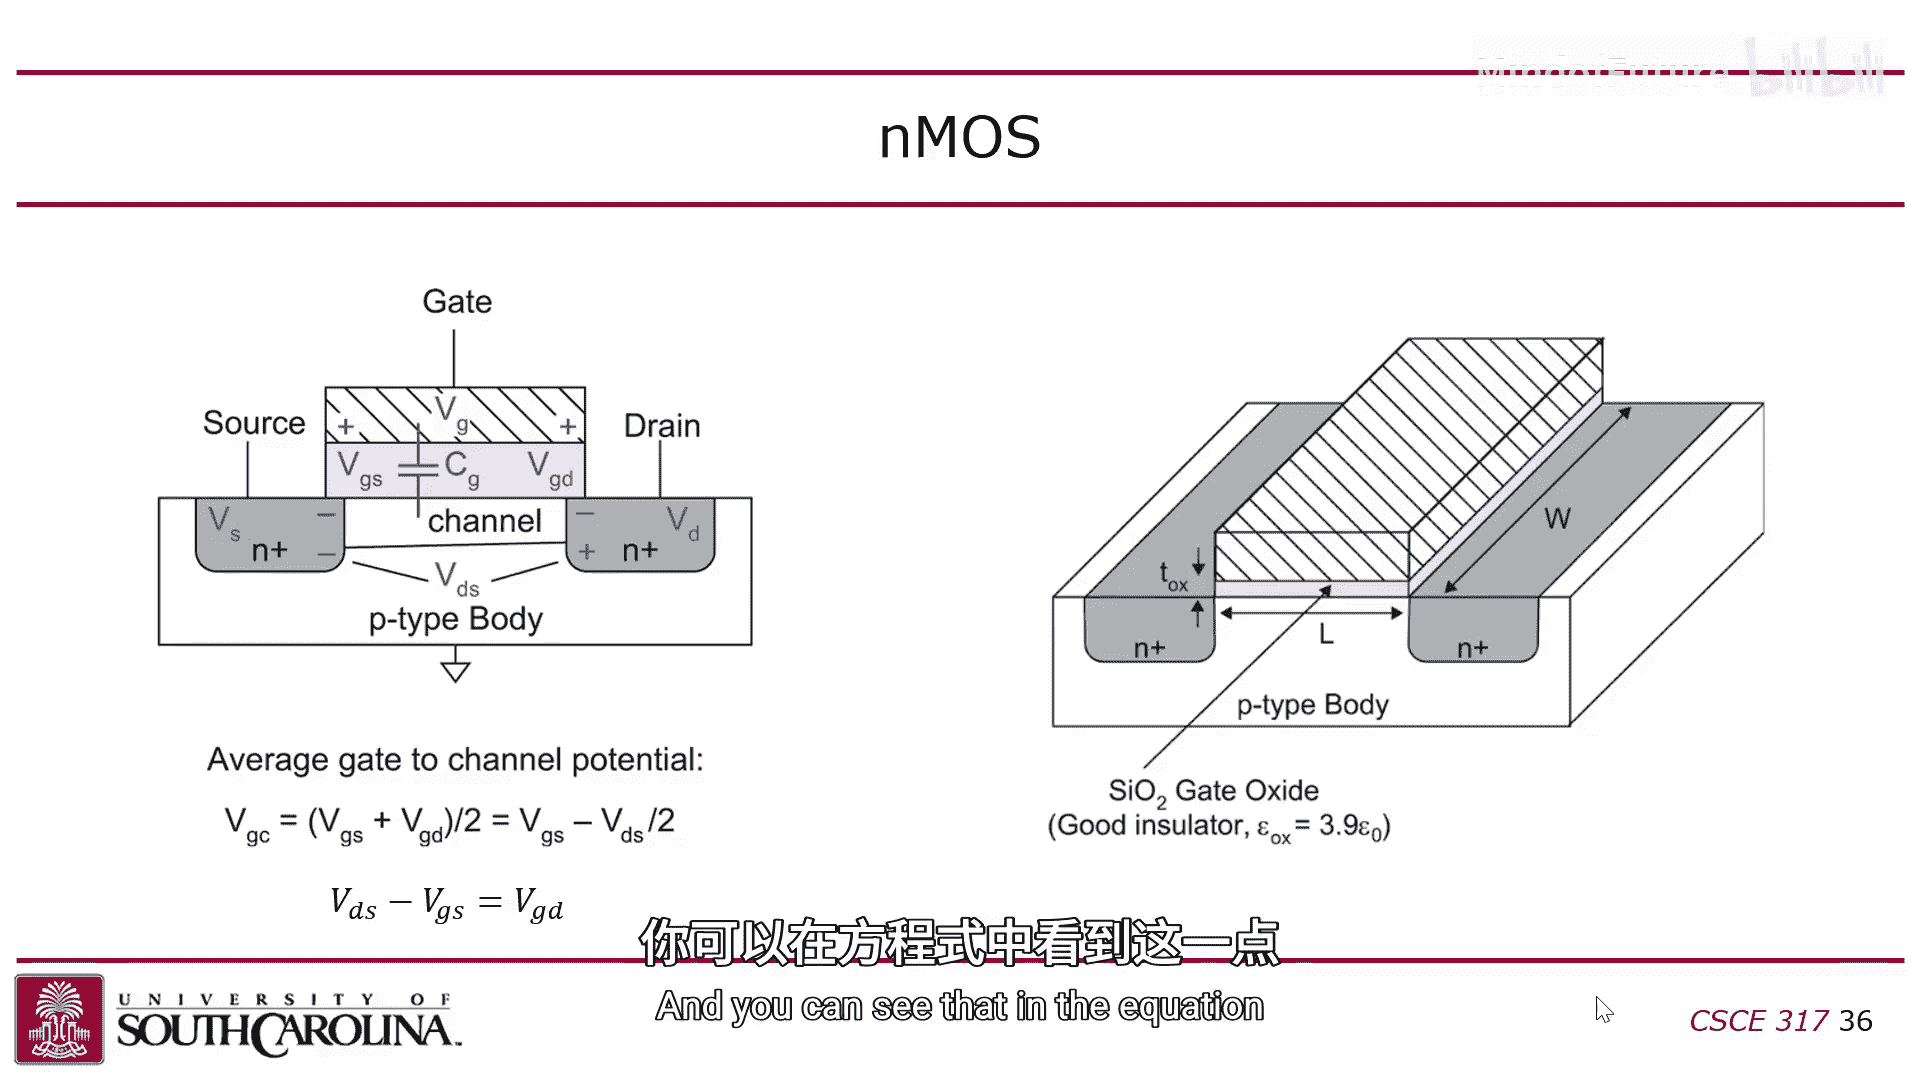 nMOS
Gate
Source
Drain
Vg
+
+
Vgs
Cg
Vgd
Vs
–
channel
–
Vd
n+
–
+
n+
Vds
p-type Body
Average gate to channel potential:
Vgc = (Vgs + Vgd)/2 = Vgs – Vds/2
Vds − Vgs = Vgd
W
tox
L
n+
n+
p-type Body
SiO2 Gate Oxide
(Good insulator, εox = 3.9ε0)
你可以在方程式中看到这一点
And you can see that in the equation
UNIVERSITY OF
SOUTH CAROLINA
CSCE 317 36
bilibili